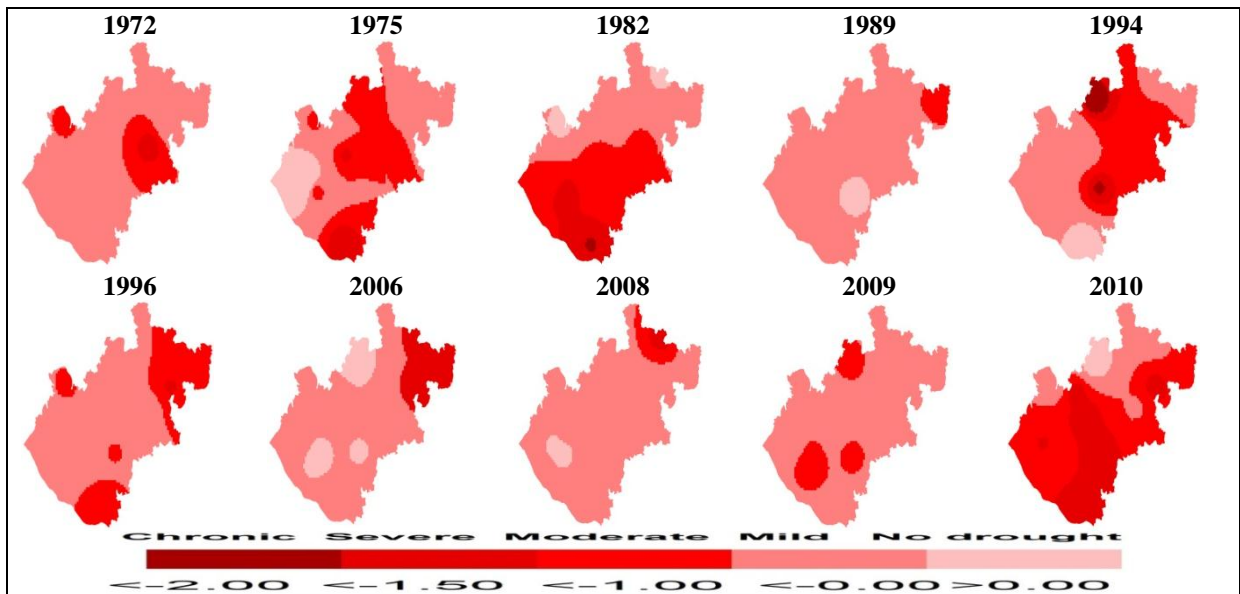 1972 1975 1982 1989 1994
1996 2006 2008 2009 2010
Chronic Severe Moderate Mild No drought
<-2.00 <-1.50 <-1.00 <-0.00 >0.00